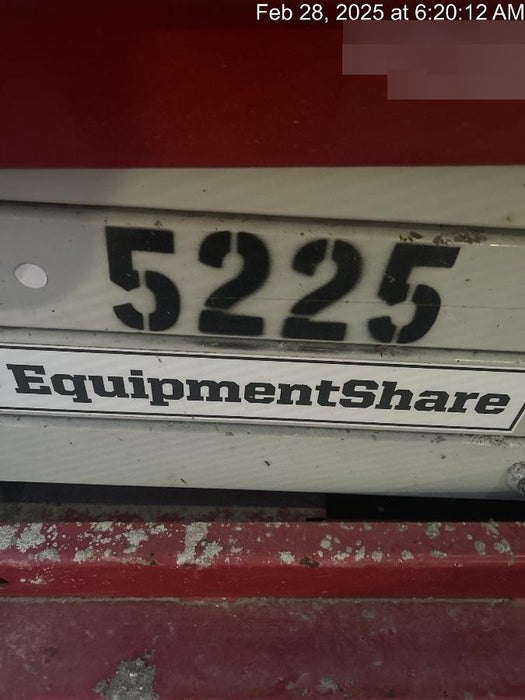 Feb 28, 2025 at 6:20:12 AM
5225
EquipmentShare